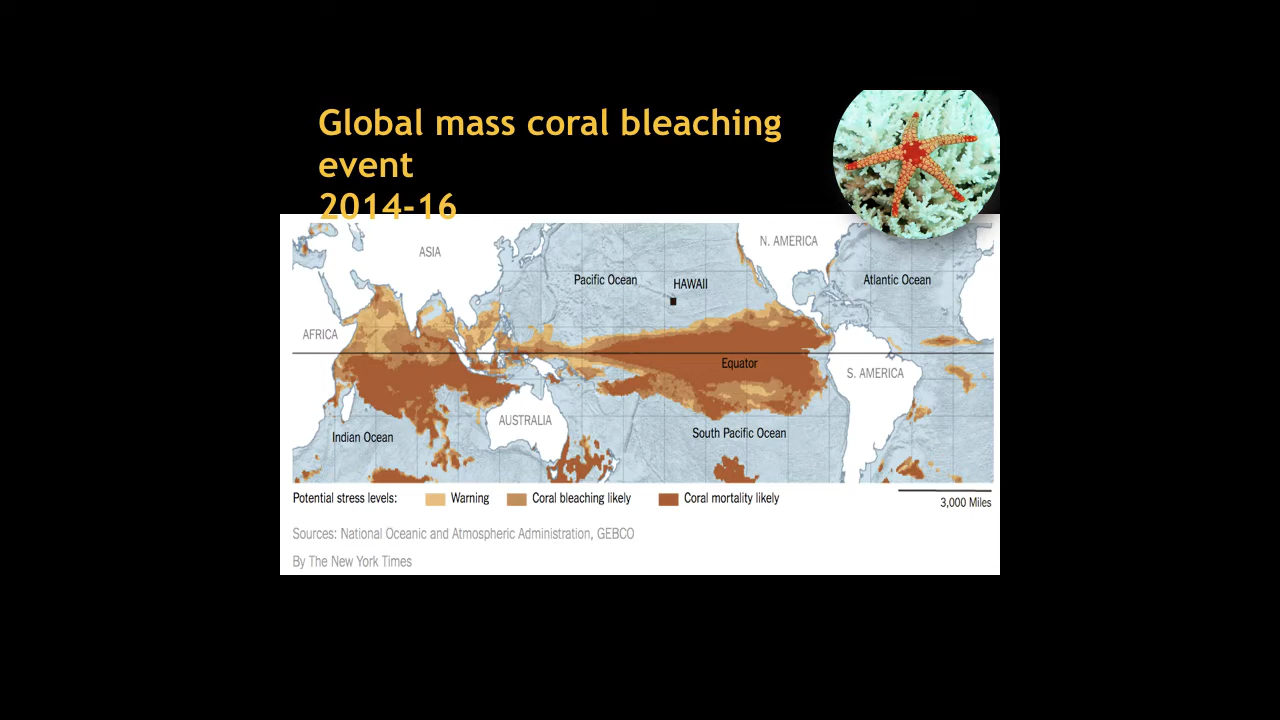 Global mass coral bleaching
event
2014-16
ASIA
N. AMERICA
Pacific Ocean
HAWAII
Atlantic Ocean
AFRICA
Equator
S. AMERICA
AUSTRALIA
Indian Ocean
South Pacific Ocean
Potential stress levels: Warning Coral bleaching likely Coral mortality likely
3,000 Miles
Sources: National Oceanic and Atmospheric Administration, GEBCO
By The New York Times